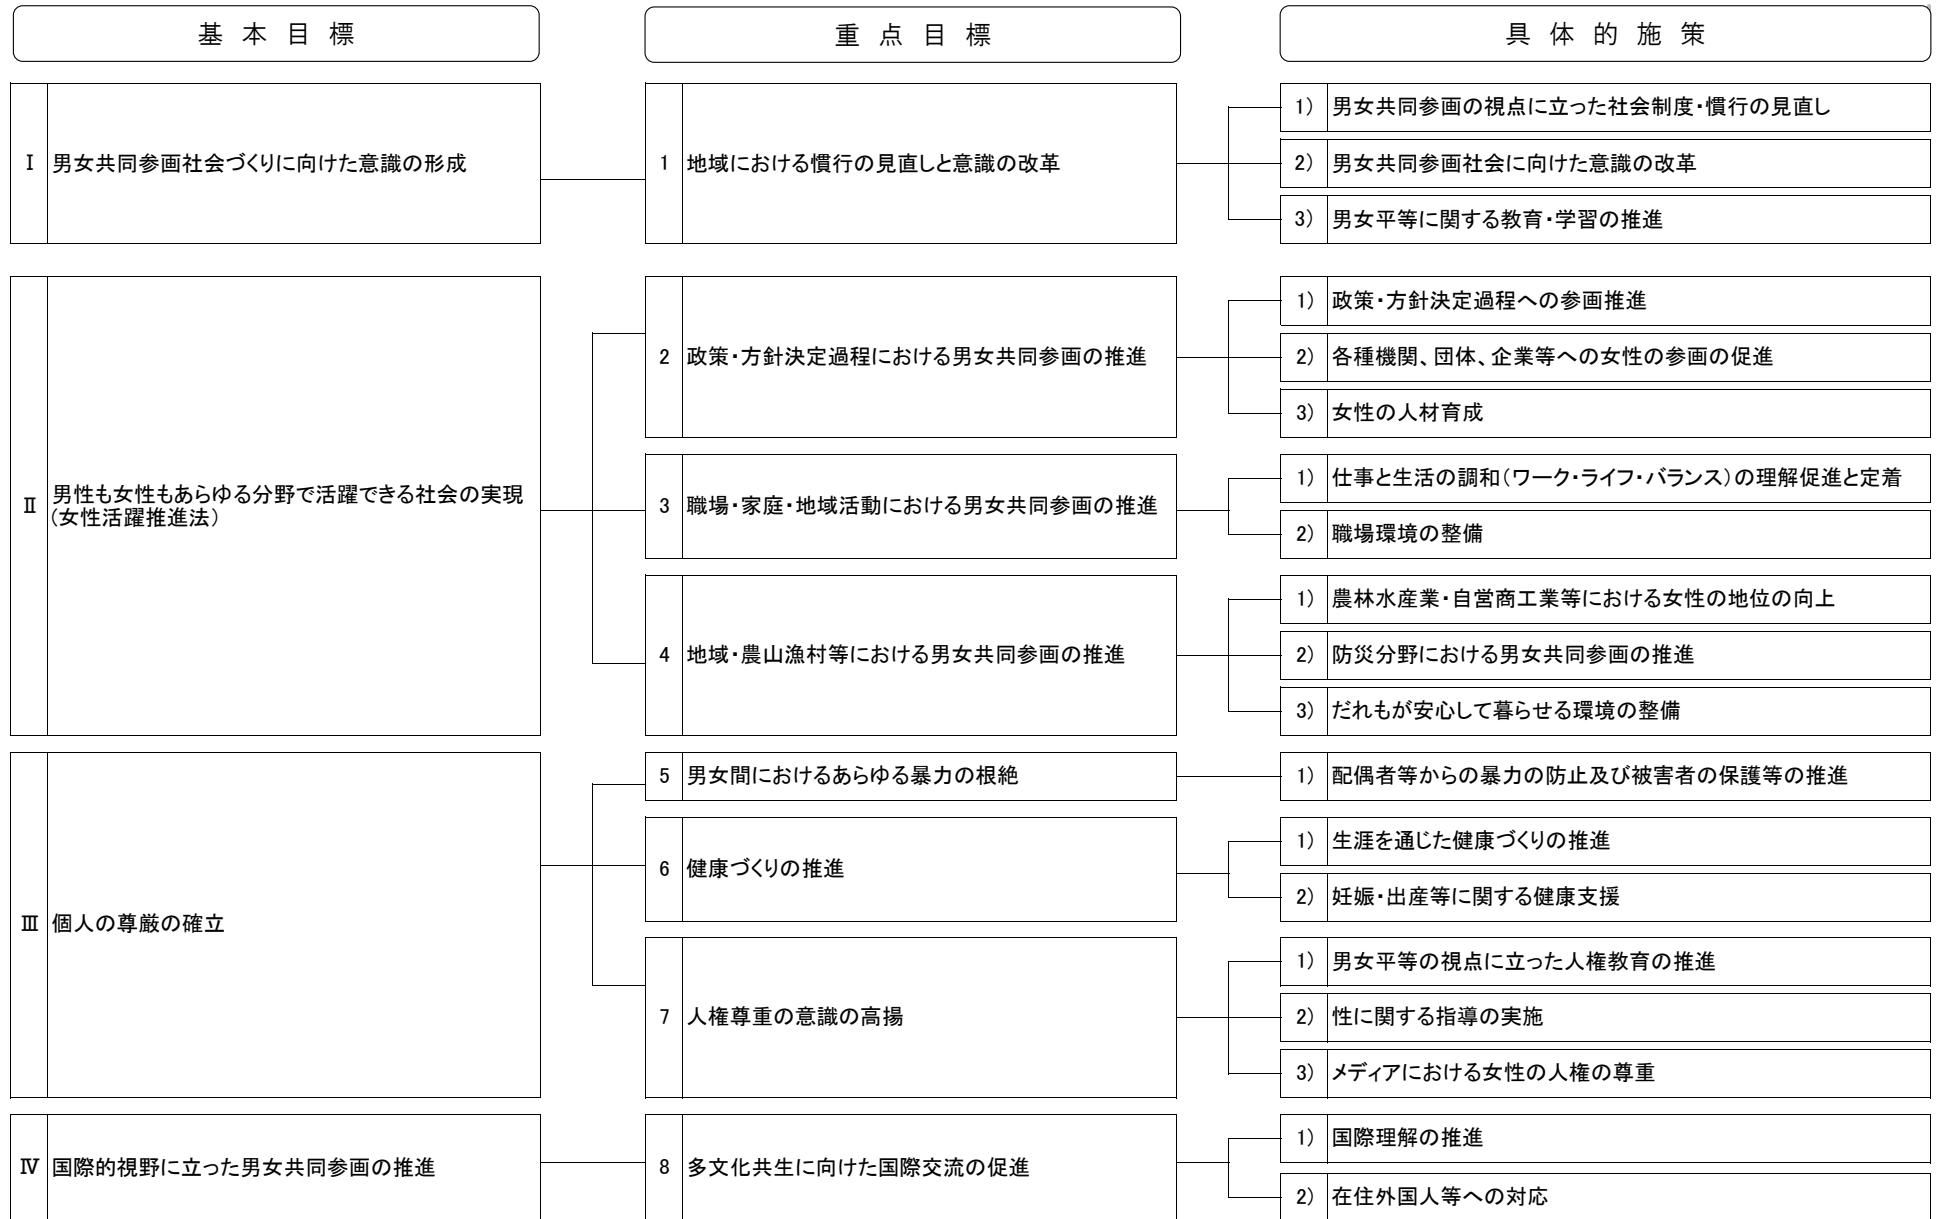 基本目標
重点目標
具体的施策
Ⅰ 男女共同参画社会づくりに向けた意識の形成
1 地域における慣行の見直しと意識の改革
1) 男女共同参画の視点に立った社会制度・慣行の見直し
2) 男女共同参画社会に向けた意識の改革
3) 男女平等に関する教育・学習の推進
Ⅱ 男性も女性もあらゆる分野で活躍できる社会の実現
(女性活躍推進法)
2 政策・方針決定過程における男女共同参画の推進
1) 政策・方針決定過程への参画推進
2) 各種機関、団体、企業等への女性の参画の促進
3) 女性の人材育成
3 職場・家庭・地域活動における男女共同参画の推進
1) 仕事と生活の調和(ワーク・ライフ・バランス)の理解促進と定着
2) 職場環境の整備
4 地域・農山漁村等における男女共同参画の推進
1) 農林水産業・自営商工業等における女性の地位の向上
2) 防災分野における男女共同参画の推進
3) だれもが安心して暮らせる環境の整備
Ⅲ 個人の尊厳の確立
5 男女間におけるあらゆる暴力の根絶
1) 配偶者等からの暴力の防止及び被害者の保護等の推進
6 健康づくりの推進
1) 生涯を通じた健康づくりの推進
2) 妊娠・出産等に関する健康支援
7 人権尊重の意識の高揚
1) 男女平等の視点に立った人権教育の推進
2) 性に関する指導の実施
3) メディアにおける女性の人権の尊重
Ⅳ 国際的視野に立った男女共同参画の推進
8 多文化共生に向けた国際交流の促進
1) 国際理解の推進
2) 在住外国人等への対応